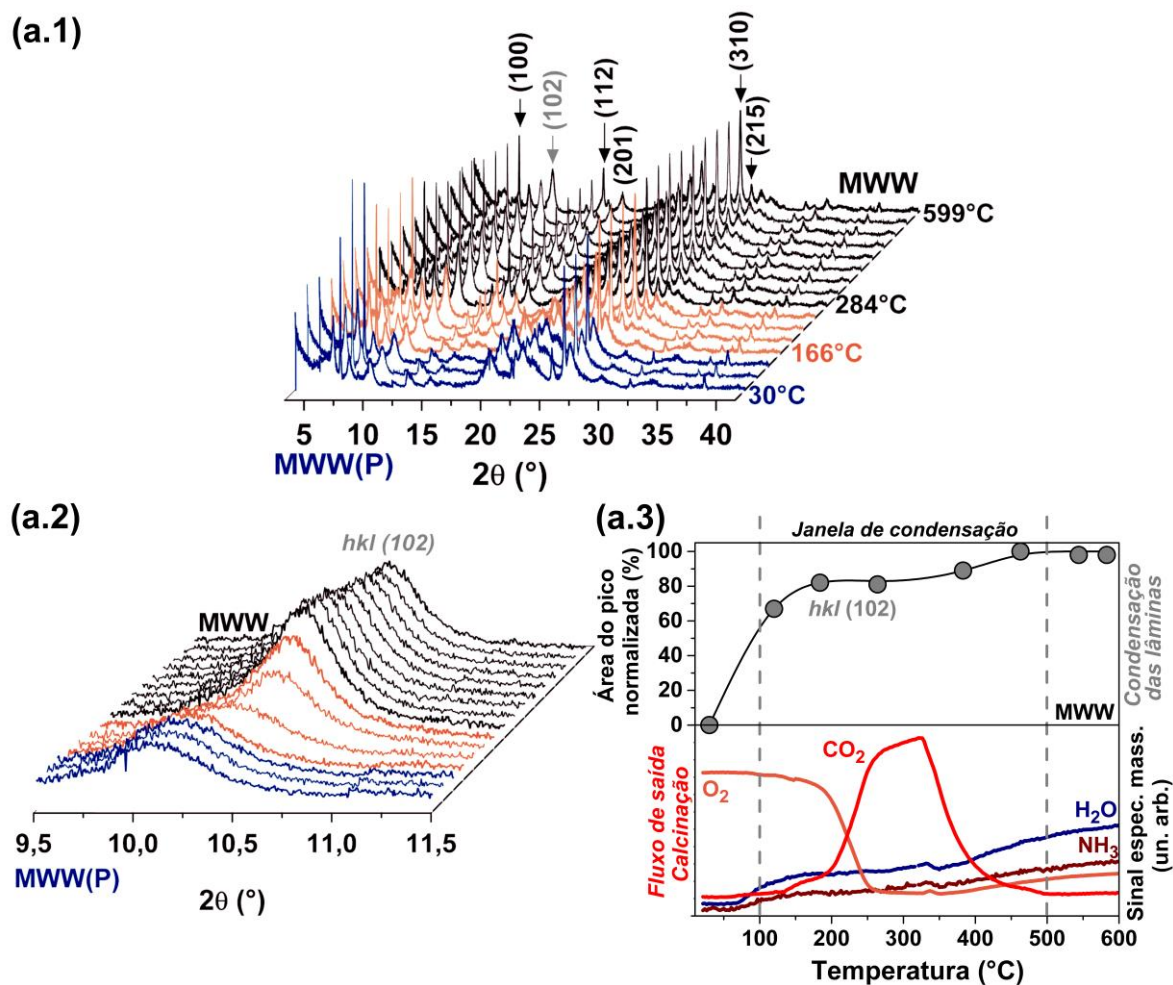 (a.1)
(100)
(102)
(112)
(201)
(310)
(215)
MWW
599°C
284°C
166°C
30°C
5 10 15 20 25 30 35 40
MWW(P)
2θ (°)
(a.2)
hkl (102)
MWW
9,5 10,0 10,5 11,0 11,5
MWW(P)
2θ (°)
(a.3)
Janela de condensação
Área do pico
normalizada (%)
100
80
60
40
20
0
hkl (102)
MWW
Condensação
das lâminas
Fluxo de saída
Calcinação
O2
CO2
H2O
NH3
Sinal espec. mass.
(un. arb.)
100 200 300 400 500 600
Temperatura (°C)